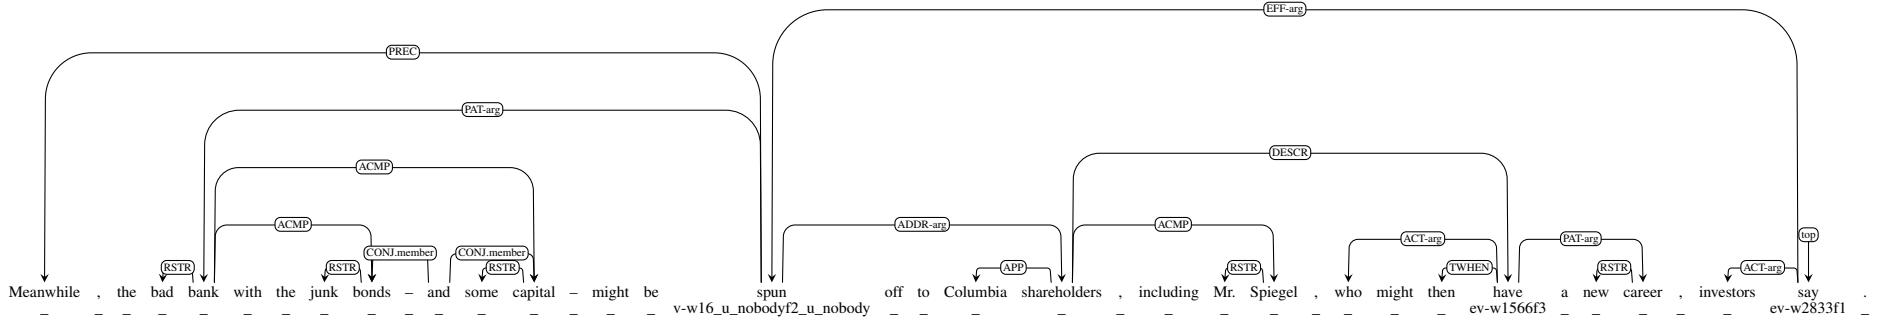 EFF-arg
PREC
PAT-arg
DESCR
ACMP
ACMP ADDR-arg ACMP
top
ACT-arg PAT-arg
CONJ.member CONJ.member
RSTR RSTR RSTR APP RSTR TWHEN RSTR ACT-arg
Meanwhile , the bad bank with the junk bonds – and some capital – might be spun off to Columbia shareholders , including Mr. Spiegel , who might then have a new career , investors say .
_ _ _ _ _ _ _ _ _ _ _ _ _ _ _ _ v-w16_u_nobodyf2_u_nobody _ _ _ _ _ _ _ _ _ _ _ _ ev-w1566f3 _ _ _ _ _ ev-w2833f1 _